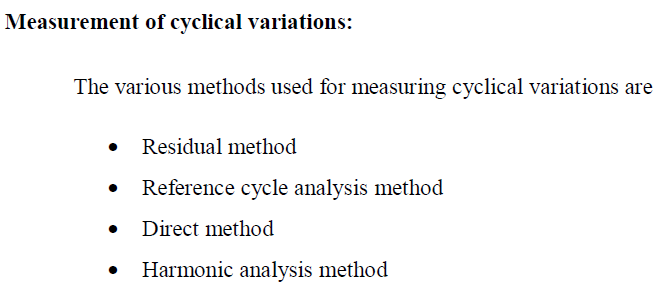 Measurement of cyclical variations:
The various methods used for measuring cyclical variations are
• Residual method
• Reference cycle analysis method
• Direct method
• Harmonic analysis method